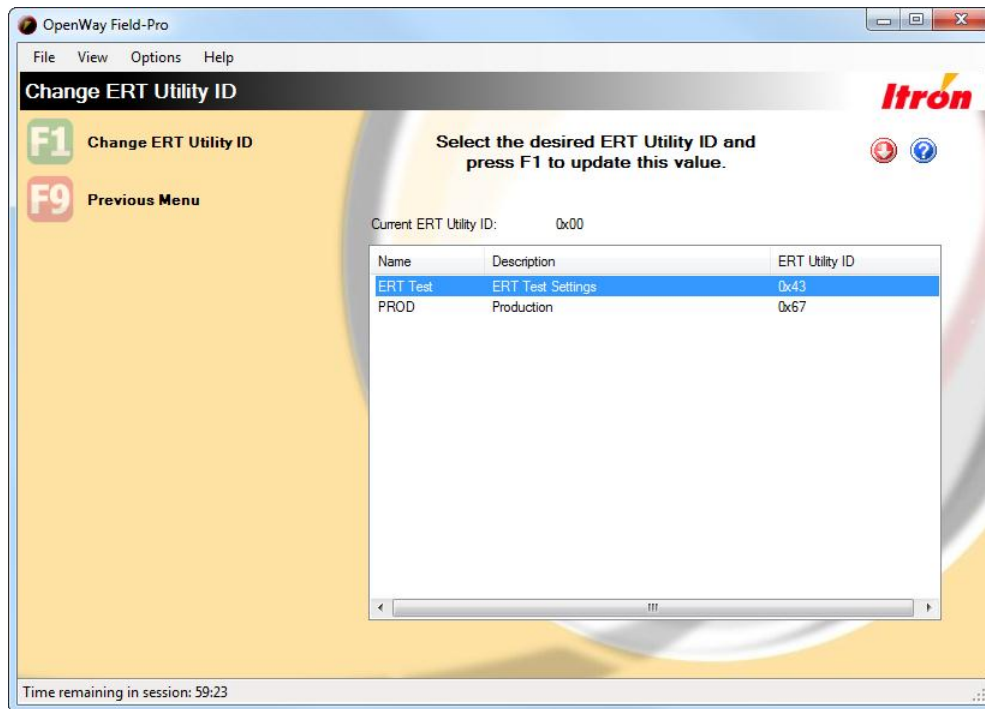 OpenWay Field-Pro
File View Options Help
Change ERT Utility ID
Itron
F1 Change ERT Utility ID
F9 Previous Menu
Select the desired ERT Utility ID and
press F1 to update this value.
Current ERT Utility ID: 0x00
Name Description ERT Utility ID
ERT Test ERT Test Settings 0x43
PROD Production 0x67
Time remaining in session: 59:23